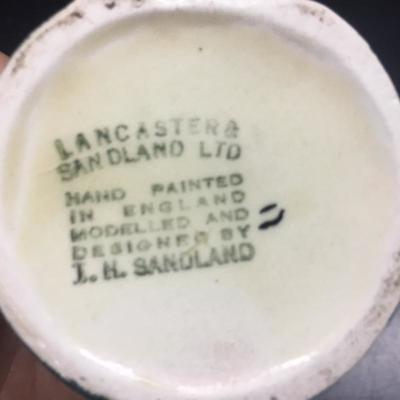 LANCASTER &
SANDLAND LTD
HAND PAINTED
IN ENGLAND
MODELLED AND
DESIGNED BY
T. H. SANDLAND